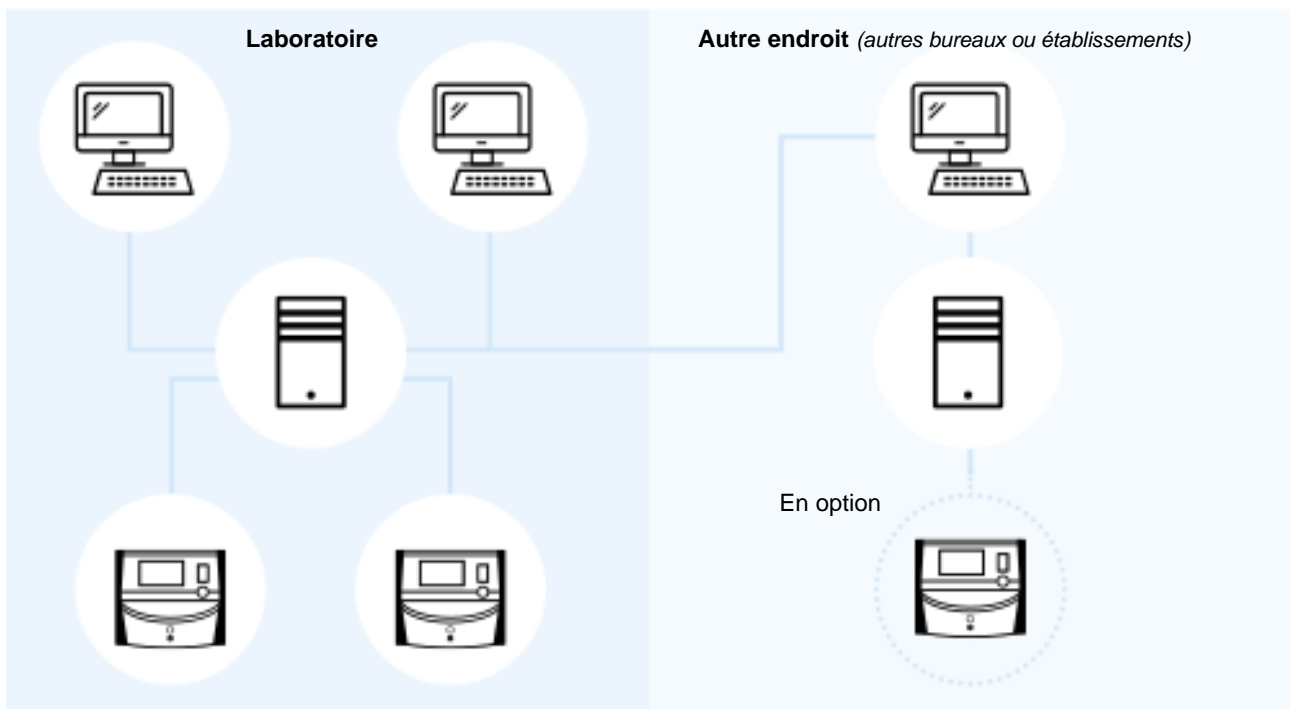 Laboratoire
Autre endroit (autres bureaux ou établissements)
En option